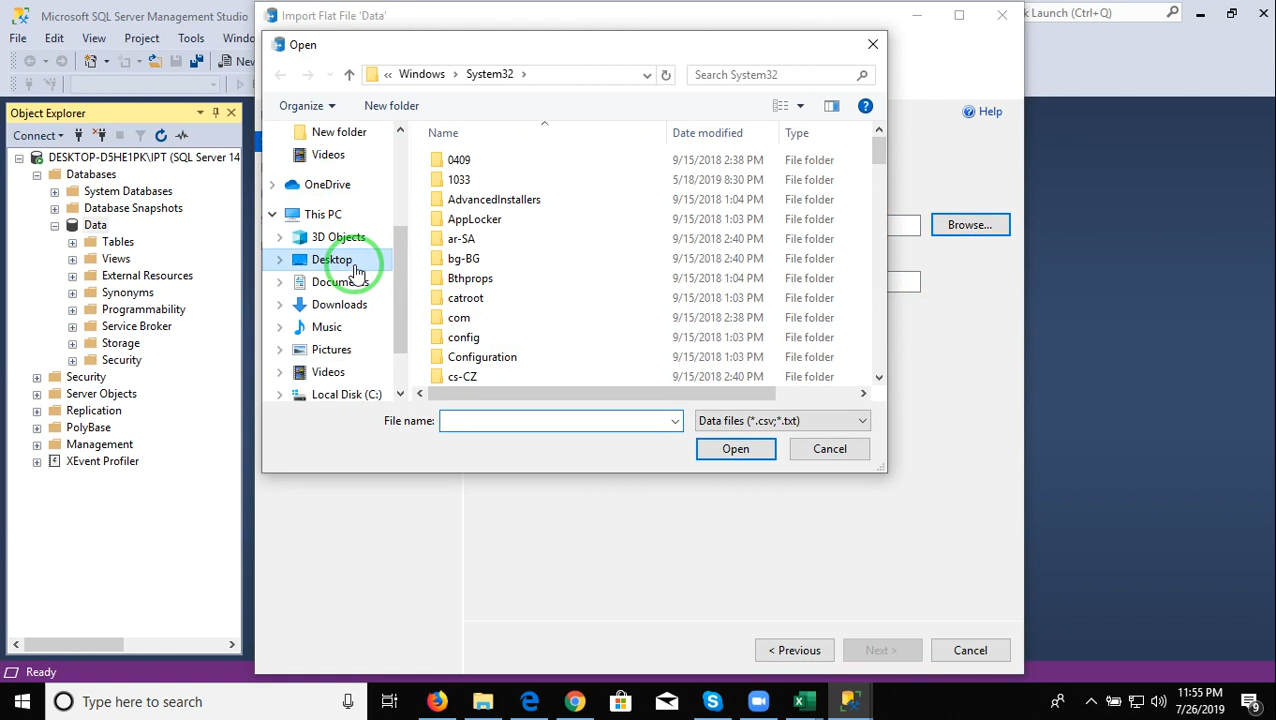 Microsoft SQL Server Management Studio
Import Flat File 'Data'
k Launch (Ctrl+Q)
File Edit View Project Tools Windo
Open
New
Windows System32
Search System32
Organize New folder
Help
Object Explorer
Connect
DESKTOP-D5HE1PK\IPT (SQL Server 14
Databases
System Databases
Database Snapshots
Data
Tables
Views
External Resources
Synonyms
Programmability
Service Broker
Storage
Security
Security
Server Objects
Replication
PolyBase
Management
XEvent Profiler
New folder
Videos
OneDrive
This PC
3D Objects
Desktop
Documents
Downloads
Music
Pictures
Videos
Local Disk (C:)
Name Date modified Type
0409 9/15/2018 2:38 PM File folder
1033 5/18/2019 8:30 PM File folder
AdvancedInstallers 9/15/2018 1:04 PM File folder
AppLocker 9/15/2018 1:03 PM File folder
ar-SA 9/15/2018 2:40 PM File folder
bg-BG 9/15/2018 2:40 PM File folder
Bthprops 9/15/2018 1:04 PM File folder
catroot 9/15/2018 1:03 PM File folder
com 9/15/2018 2:38 PM File folder
config 9/15/2018 1:03 PM File folder
Configuration 9/15/2018 1:03 PM File folder
cs-CZ 9/15/2018 2:40 PM File folder
Browse...
File name: Data files (*.csv;*.txt)
Open Cancel
< Previous Next > Cancel
Ready
Type here to search
11:55 PM
7/26/2019
9